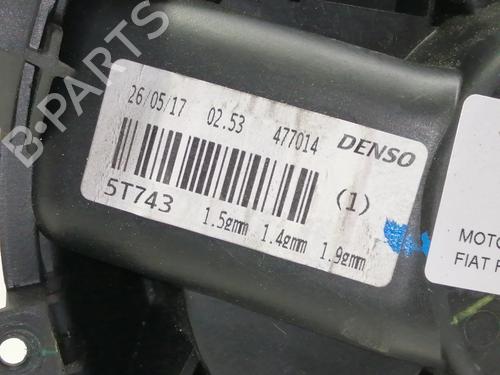 B-PARTS
26/05/17 02.53 477014 DENSO
5T743 (1)
1.5gmm 1.4gmm 1.9gmm
MOTO
FIAT F